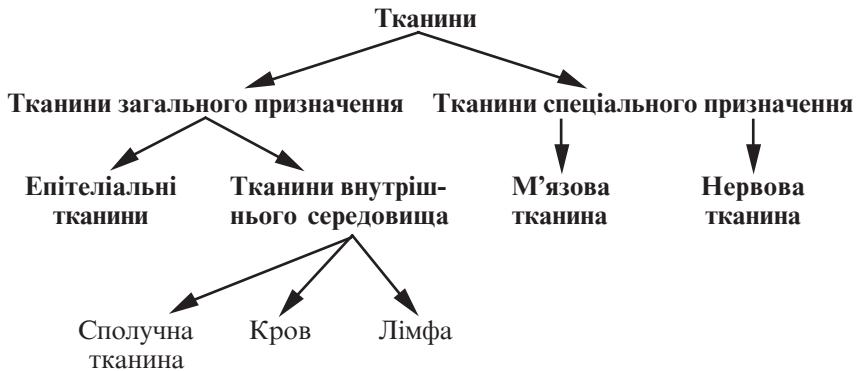 Тканини
Тканини загального призначення
Тканини спеціального призначення
Епітеліальні
тканини
Тканини внутріш-
нього середовища
М’язова
тканина
Нервова
тканина
Сполучна
тканина
Кров
Лімфа